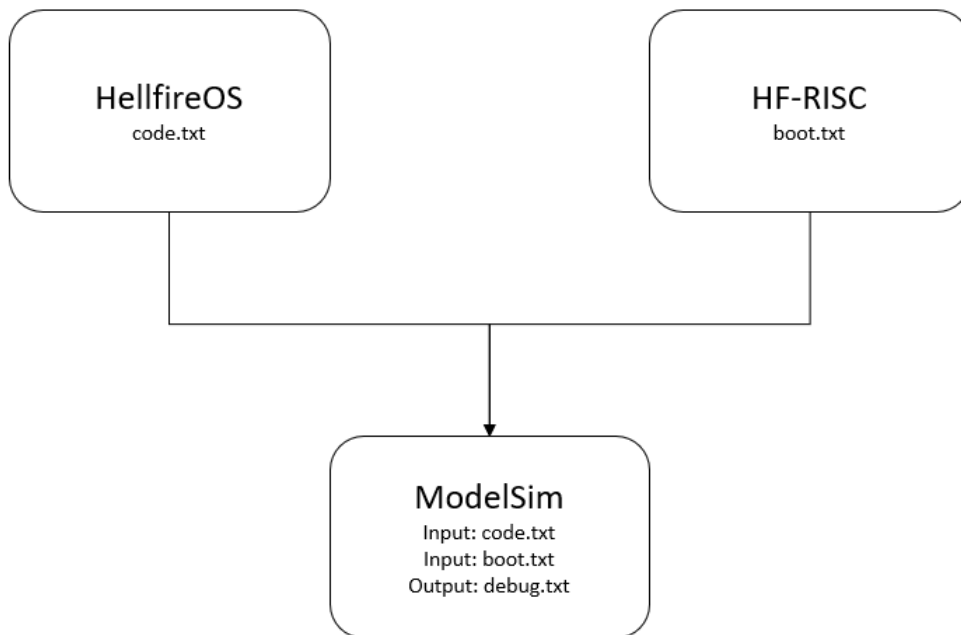 HellfireOS
code.txt
HF-RISC
boot.txt
ModelSim
Input: code.txt
Input: boot.txt
Output: debug.txt